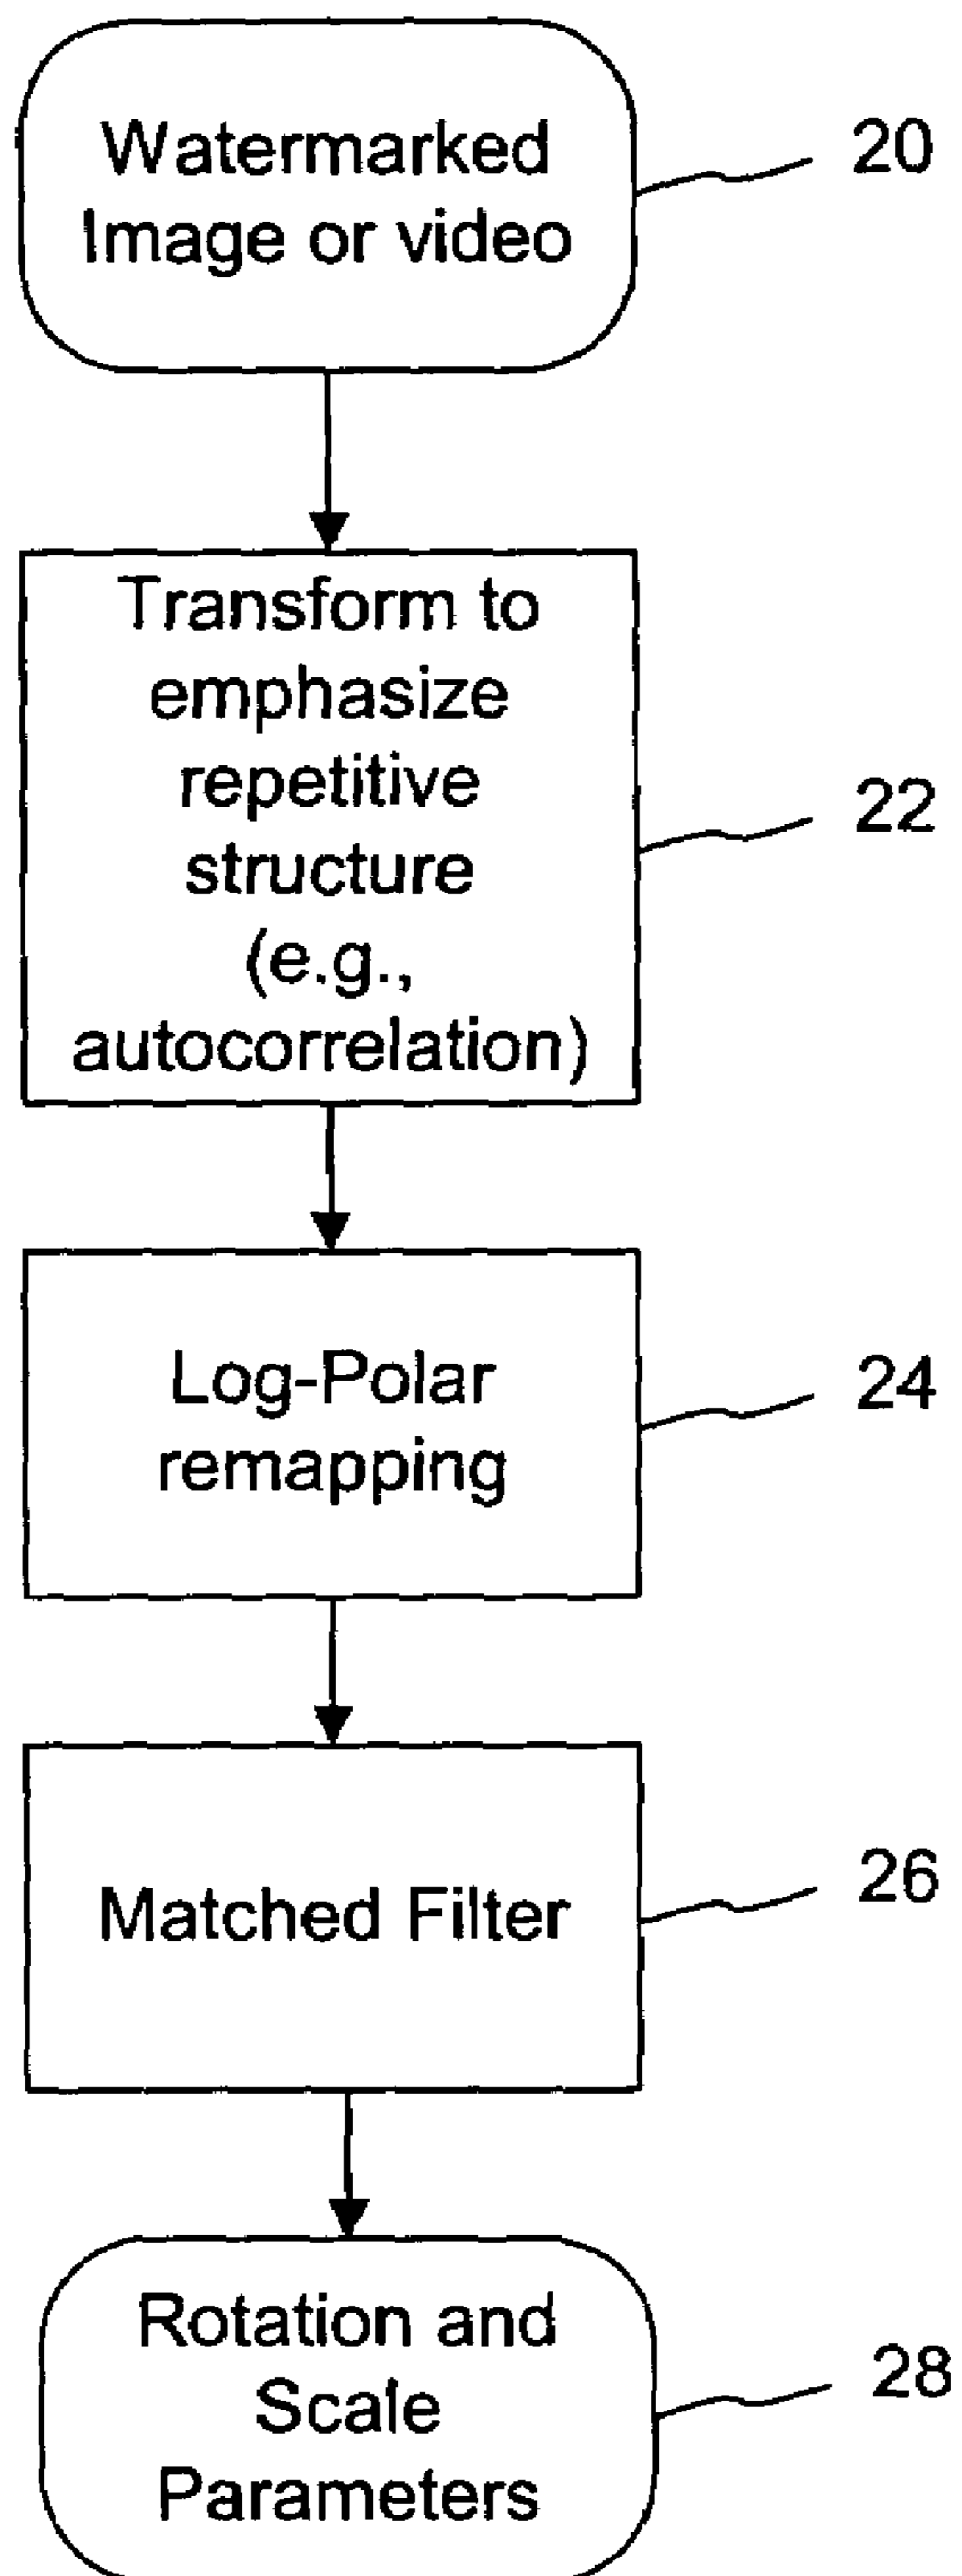 Watermarked
Image or video
20
Transform to
emphasize
repetitive
structure
(e.g.,
autocorrelation)
22
Log-Polar
remapping
24
Matched Filter
26
Rotation and
Scale
Parameters
28